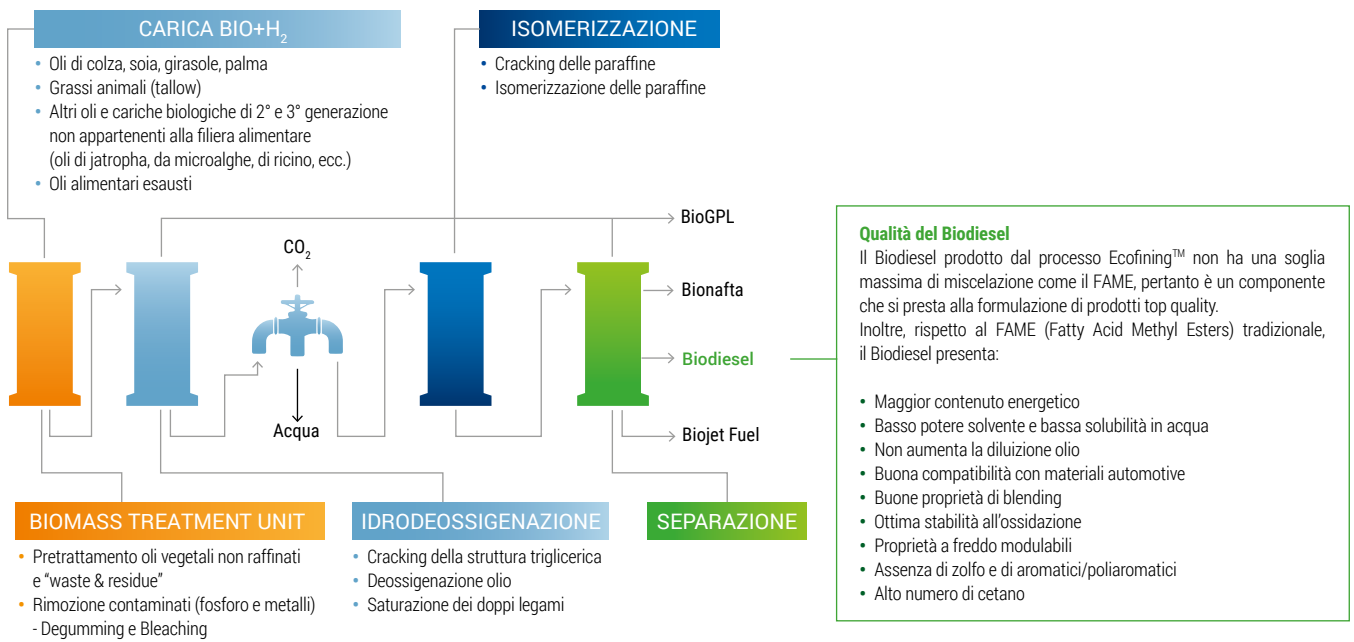 CARICA BIO+H2
• Oli di colza, soia, girasole, palma
• Grassi animali (tallow)
• Altri oli e cariche biologiche di 2° e 3° generazione
non appartenenti alla filiera alimentare
(oli di jatropha, da microalghe, di ricino, ecc.)
• Oli alimentari esausti
ISOMERIZZAZIONE
• Cracking delle paraffine
• Isomerizzazione delle paraffine
CO2
Acqua
BioGPL
Bionafta
Biodiesel
Biojet Fuel
BIOMASS TREATMENT UNIT
• Pretrattamento oli vegetali non raffinati
e “waste & residue”
• Rimozione contaminati (fosforo e metalli)
- Degumming e Bleaching
IDRODEOSSIGENAZIONE
• Cracking della struttura triglicerica
• Deossigenazione olio
• Saturazione dei doppi legami
SEPARAZIONE
Qualità del Biodiesel
Il Biodiesel prodotto dal processo Ecofining™ non ha una soglia
massima di miscelazione come il FAME, pertanto è un componente
che si presta alla formulazione di prodotti top quality.
Inoltre, rispetto al FAME (Fatty Acid Methyl Esters) tradizionale,
il Biodiesel presenta:
• Maggior contenuto energetico
• Basso potere solvente e bassa solubilità in acqua
• Non aumenta la diluizione olio
• Buona compatibilità con materiali automotive
• Buone proprietà di blending
• Ottima stabilità all’ossidazione
• Proprietà a freddo modulabili
• Assenza di zolfo e di aromatici/poliaromatici
• Alto numero di cetano